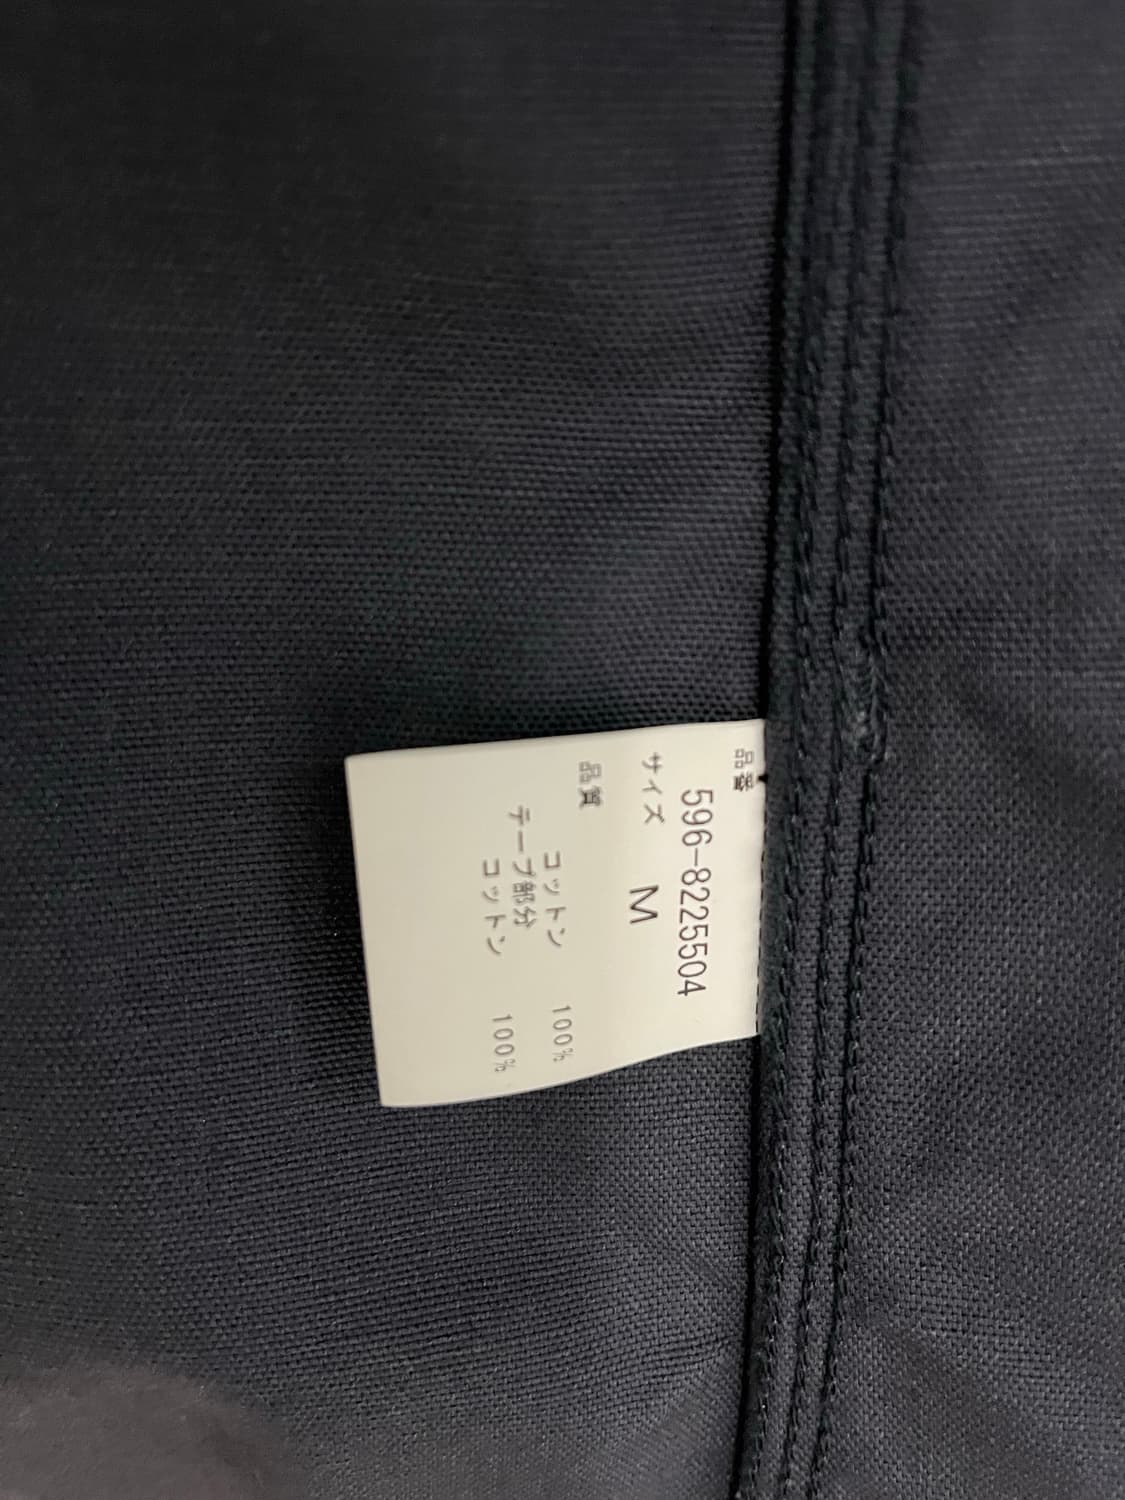 品番
596-8225504
サイズ M
品質
コットン 100%
テープ部分
コットン 100%